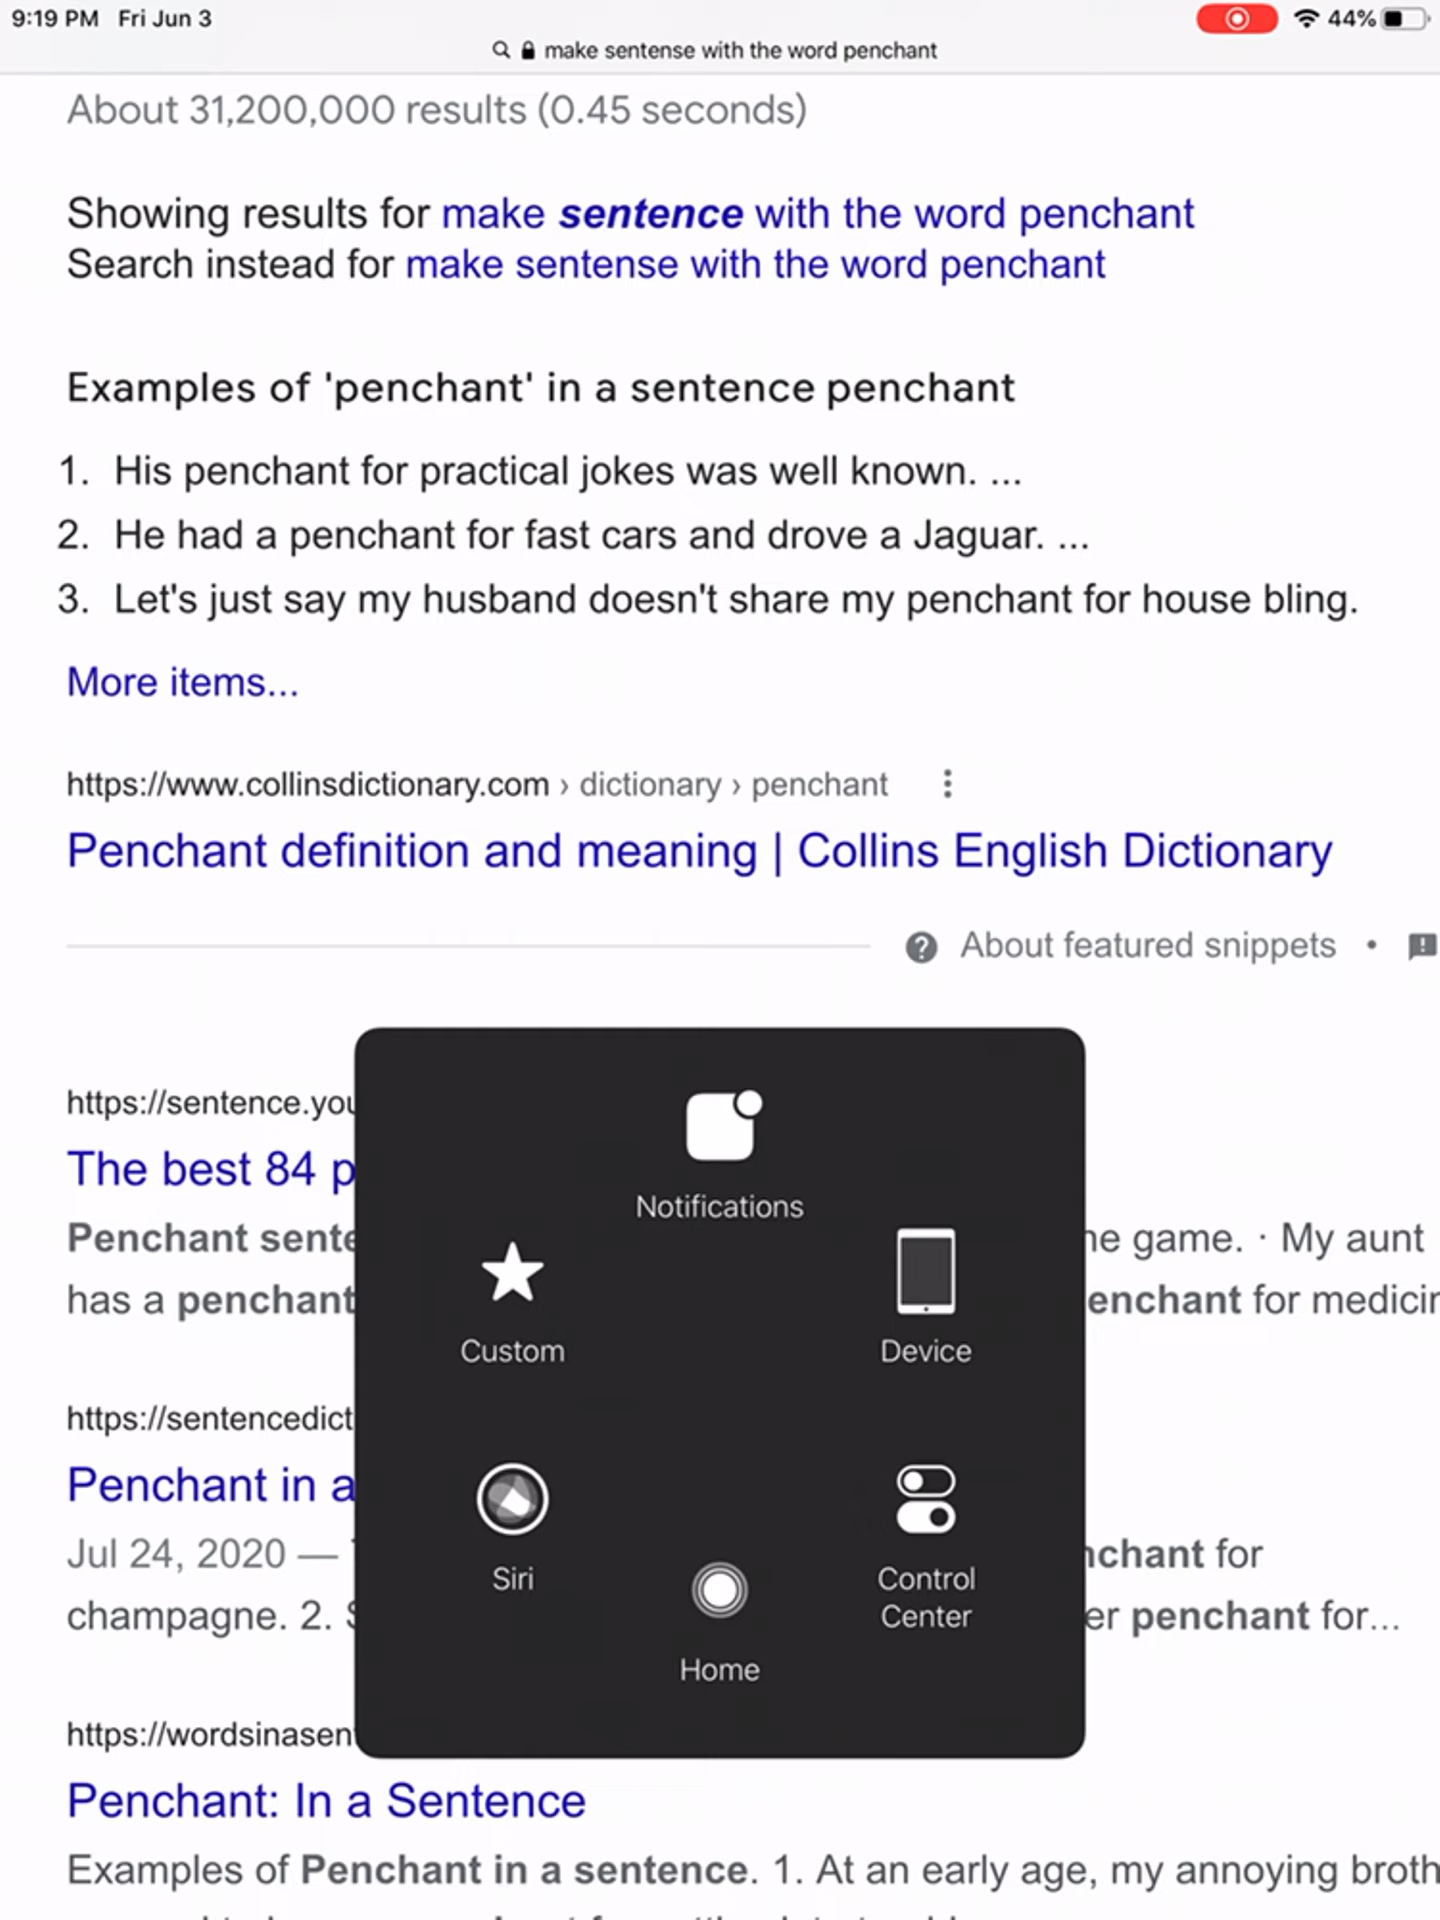 9:19 PM Fri Jun 3
44%
make sentense with the word penchant
About 31,200,000 results (0.45 seconds)
Showing results for make sentence with the word penchant
Search instead for make sentense with the word penchant
Examples of 'penchant' in a sentence penchant
1. His penchant for practical jokes was well known. ...
2. He had a penchant for fast cars and drove a Jaguar. ...
3. Let's just say my husband doesn't share my penchant for house bling.
More items...
https://www.collinsdictionary.com › dictionary › penchant
Penchant definition and meaning | Collins English Dictionary
About featured snippets •
https://sentence.you
The best 84 p
Penchant sente
game. · My aunt
has a penchant
enchant for medicin
https://sentencedict
Penchant in a
Jul 24, 2020 —
nchant for
champagne. 2.
er penchant for...
https://wordsinasen
Penchant: In a Sentence
Examples of Penchant in a sentence. 1. At an early age, my annoying broth
Notifications
Custom
Device
Siri
Control
Center
Home